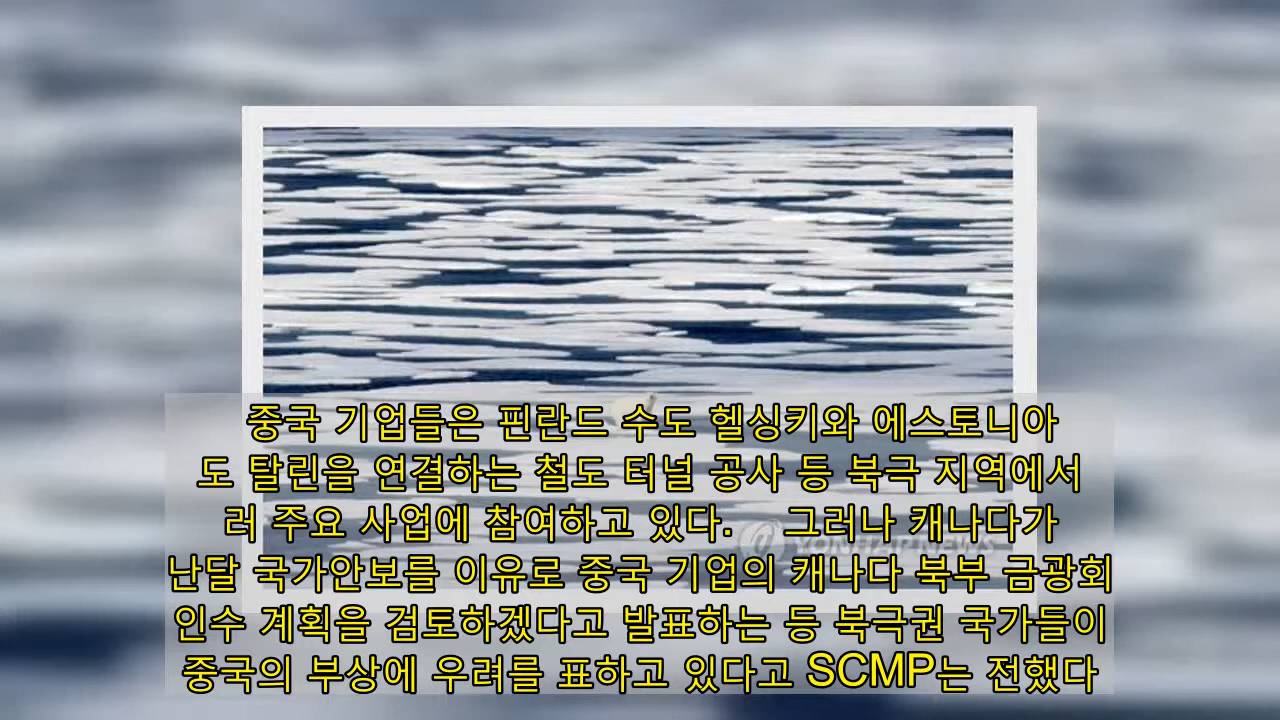 중국 기업들은 핀란드 수도 헬싱키와 에스토니아
도 탈린을 연결하는 철도 터널 공사 등 북극 지역에서
러 주요 사업에 참여하고 있다. 그러나 캐나다가
난달 국가안보를 이유로 중국 기업의 캐나다 북부 금광회
인수 계획을 검토하겠다고 발표하는 등 북극권 국가들이
중국의 부상에 우려를 표하고 있다고 SCMP는 전했다
YONHAP NEWS